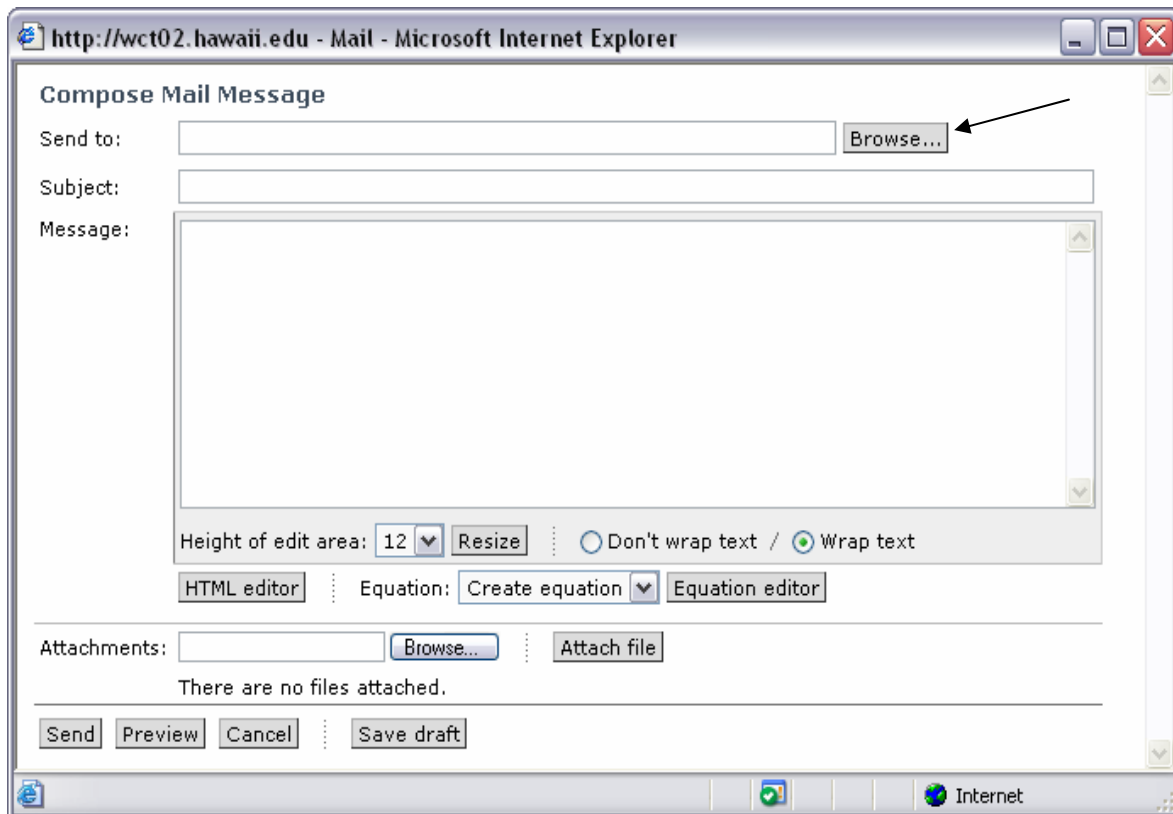 http://wct02.hawaii.edu - Mail - Microsoft Internet Explorer
Compose Mail Message
Send to: Browse...
Subject:
Message:
Height of edit area: 12 Resize Don't wrap text / Wrap text
HTML editor Equation: Create equation Equation editor
Attachments: Browse... Attach file
There are no files attached.
Send Preview Cancel Save draft
Internet